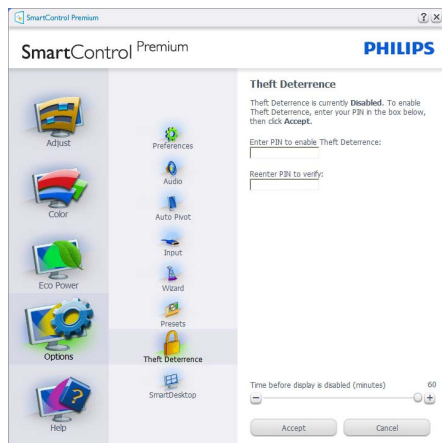 SmartControl Premium
SmartControl Premium
PHILIPS
Adjust
Color
Eco Power
Options
Help
Preferences
Audio
Auto Pivot
Input
Wizard
Presets
Theft Deterrence
SmartDesktop
Theft Deterrence
Theft Deterrence is currently Disabled. To enable
Theft Deterrence, enter your PIN in the box below,
then click Accept.
Enter PIN to enable Theft Deterrence:
Reenter PIN to verify:
Time before display is disabled (minutes) 60
Accept
Cancel